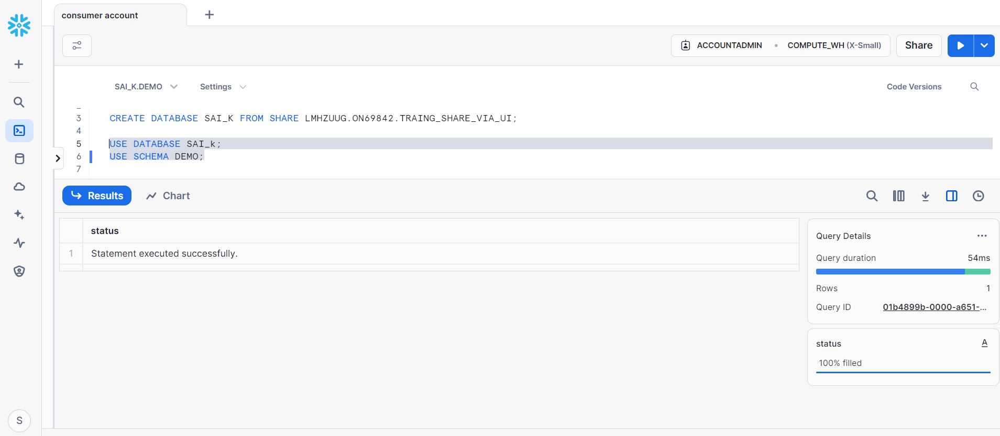 consumer account
ACCOUNTADMIN • COMPUTE_WH (X-Small)
Share
SAI_K.DEMO
Settings
Code Versions
3 CREATE DATABASE SAI_K FROM SHARE LMHZUUG.ON69842.TRAING_SHARE_VIA_UI;
4
5 USE DATABASE SAI_k;
6 USE SCHEMA DEMO;
7
Results
Chart
status
1 Statement executed successfully.
Query Details
Query duration 54ms
Rows 1
Query ID 01b4899b-0000-a651-...
status A
100% filled
S